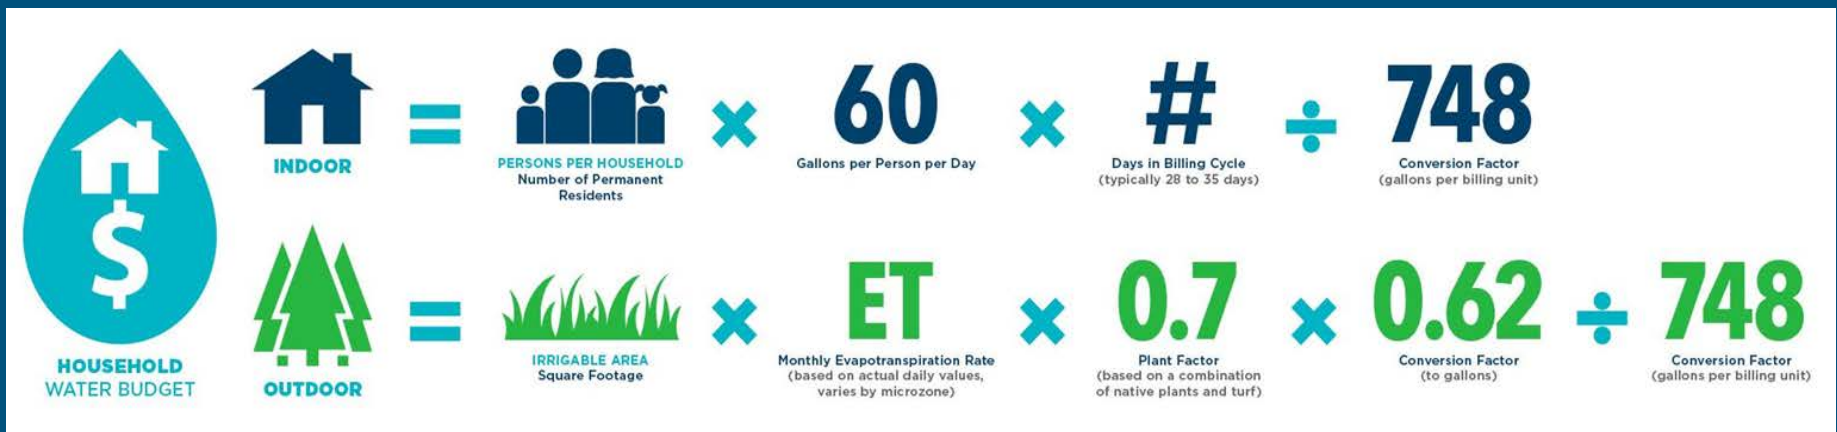 HOUSEHOLD
WATER BUDGET
$
INDOOR
=
PERSONS PER HOUSEHOLD
Number of Permanent
Residents
×
60
Gallons per Person per Day
×
#
Days in Billing Cycle
(typically 28 to 35 days)
÷
748
Conversion Factor
(gallons per billing unit)
OUTDOOR
=
IRRIGABLE AREA
Square Footage
×
ET
Monthly Evapotranspiration Rate
(based on actual daily values,
varies by microzone)
×
0.7
Plant Factor
(based on a combination
of native plants and turf)
×
0.62
Conversion Factor
(to gallons)
÷
748
Conversion Factor
(gallons per billing unit)